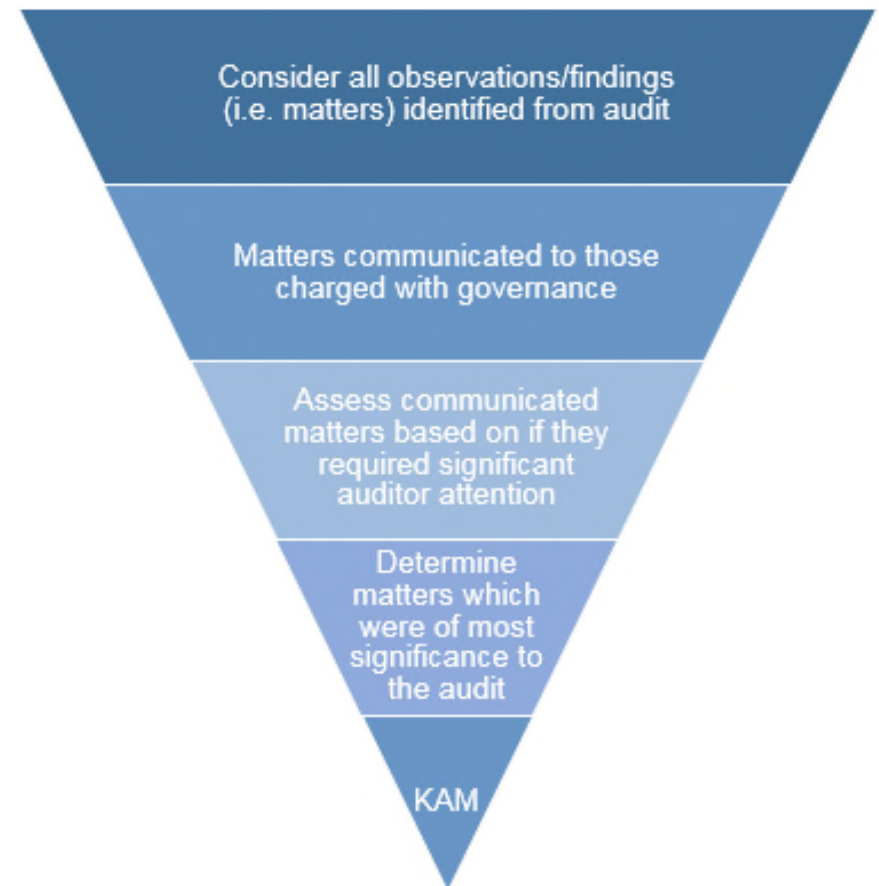 Consider all observations/findings
(i.e. matters) identified from audit
Matters communicated to those
charged with governance
Assess communicated
matters based on if they
required significant
auditor attention
Determine
matters which
were of most
significance to
the audit
KAM